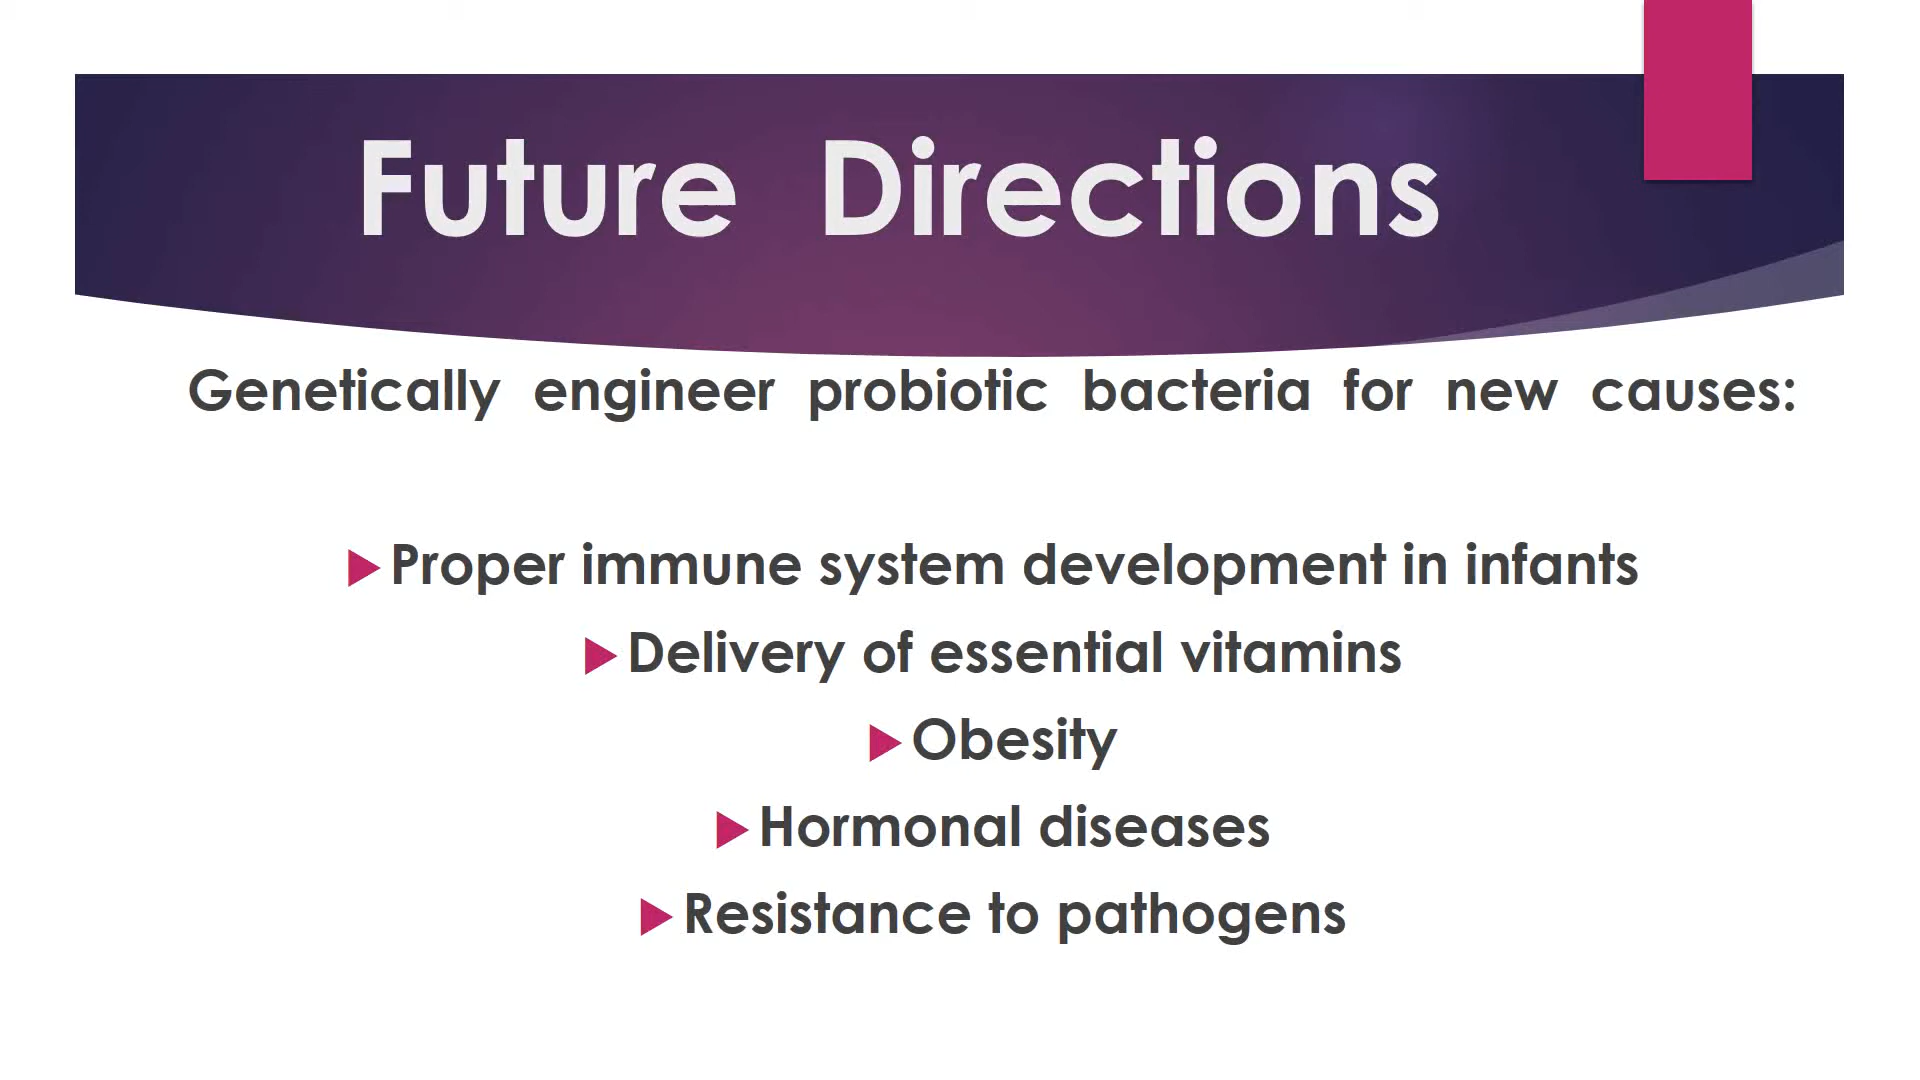 Future Directions
Genetically engineer probiotic bacteria for new causes:
Proper immune system development in infants
Delivery of essential vitamins
Obesity
Hormonal diseases
Resistance to pathogens